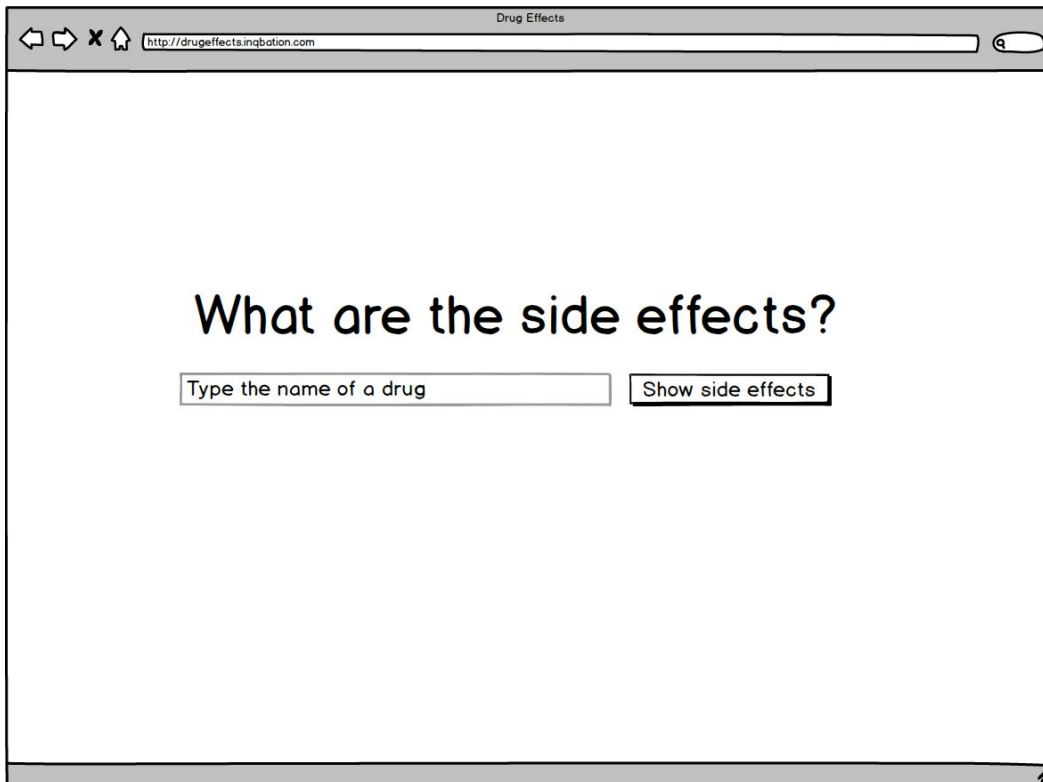 Drug Effects
http://drugeffects.inqbation.com
What are the side effects?
Type the name of a drug
Show side effects